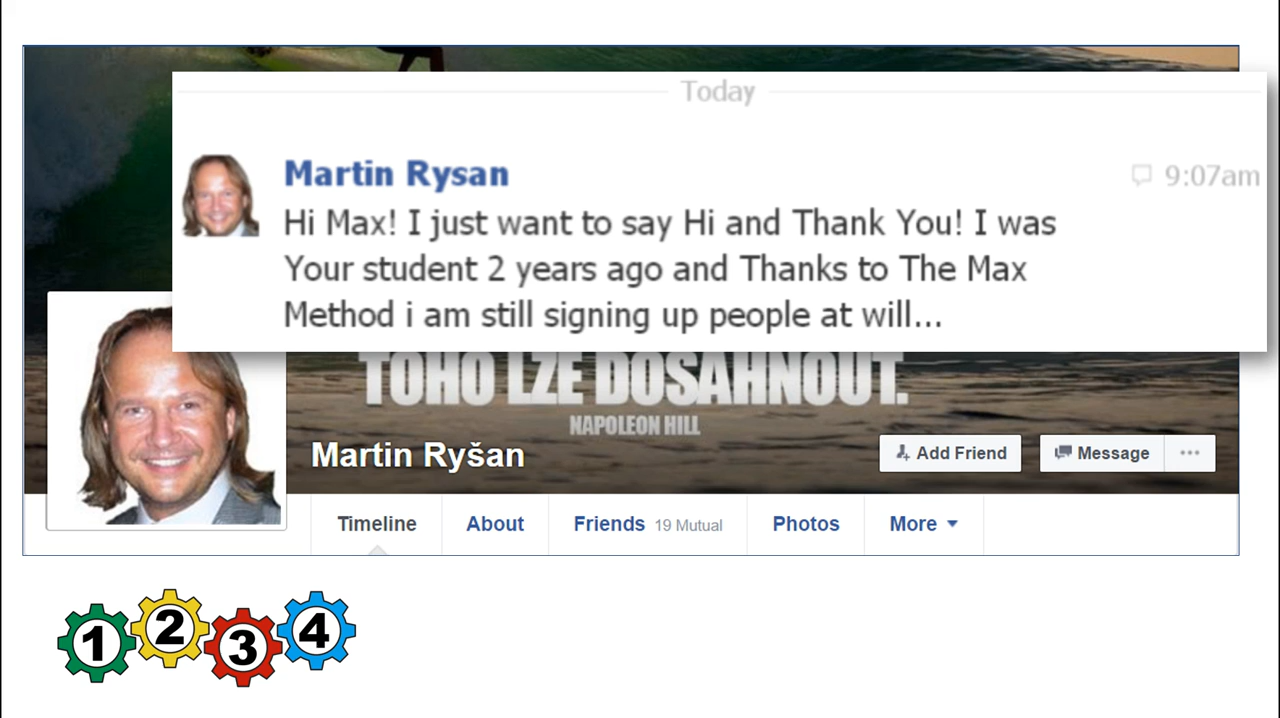 Today
Martin Rysan
9:07am
Hi Max! I just want to say Hi and Thank You! I was
Your student 2 years ago and Thanks to The Max
Method i am still signing up people at will...
TOHO LZE DOSÁHNOUT.
NAPOLEON HILL
Martin Ryšan
Add Friend
Message
Timeline
About
Friends 19 Mutual
Photos
More
1 2 3 4